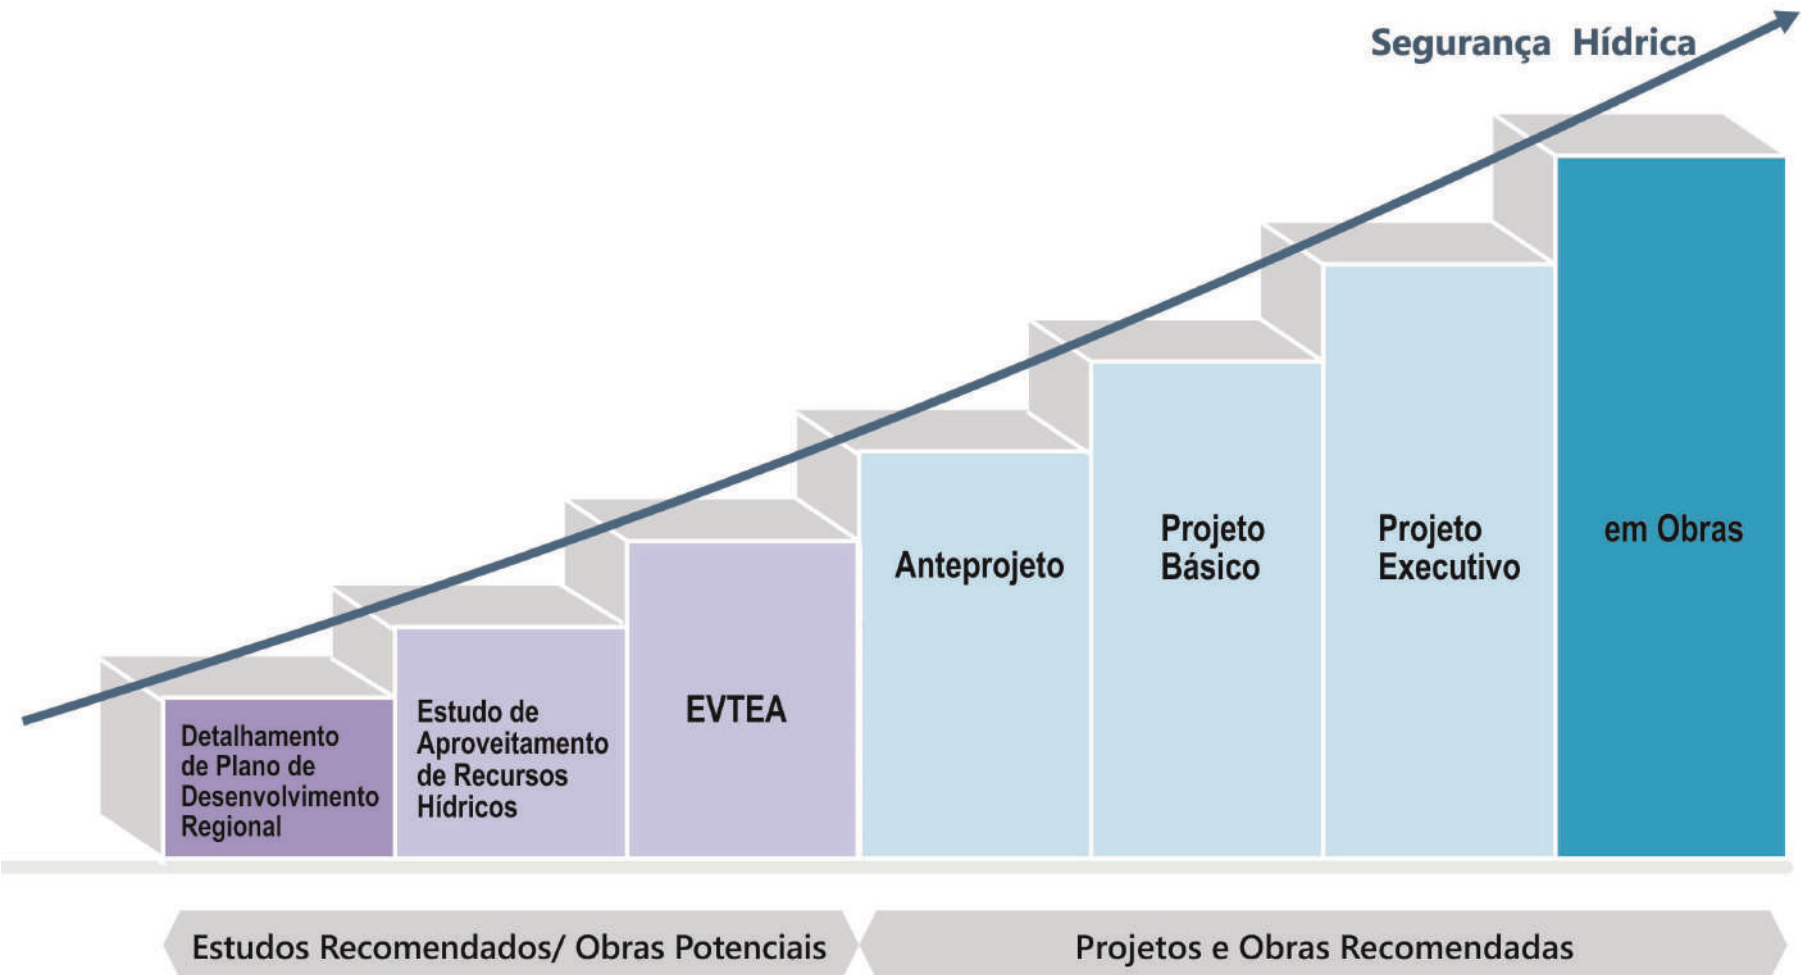 Segurança Hídrica
Detalhamento
de Plano de
Desenvolvimento
Regional
Estudo de
Aproveitamento
de Recursos
Hídricos
EVTEA
Anteprojeto
Projeto
Básico
Projeto
Executivo
em Obras
Estudos Recomendados/ Obras Potenciais
Projetos e Obras Recomendadas